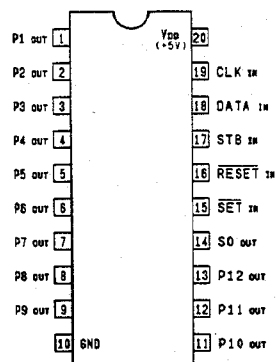 P1 OUT 1 VDD (+5V) 20
P2 OUT 2 19 CLK IN
P3 OUT 3 18 DATA IN
P4 OUT 4 17 STB IN
P5 OUT 5 16 RESET IN
P6 OUT 6 15 SET IN
P7 OUT 7 14 SO OUT
P8 OUT 8 13 P12 OUT
P9 OUT 9 12 P11 OUT
10 GND 11 P10 OUT